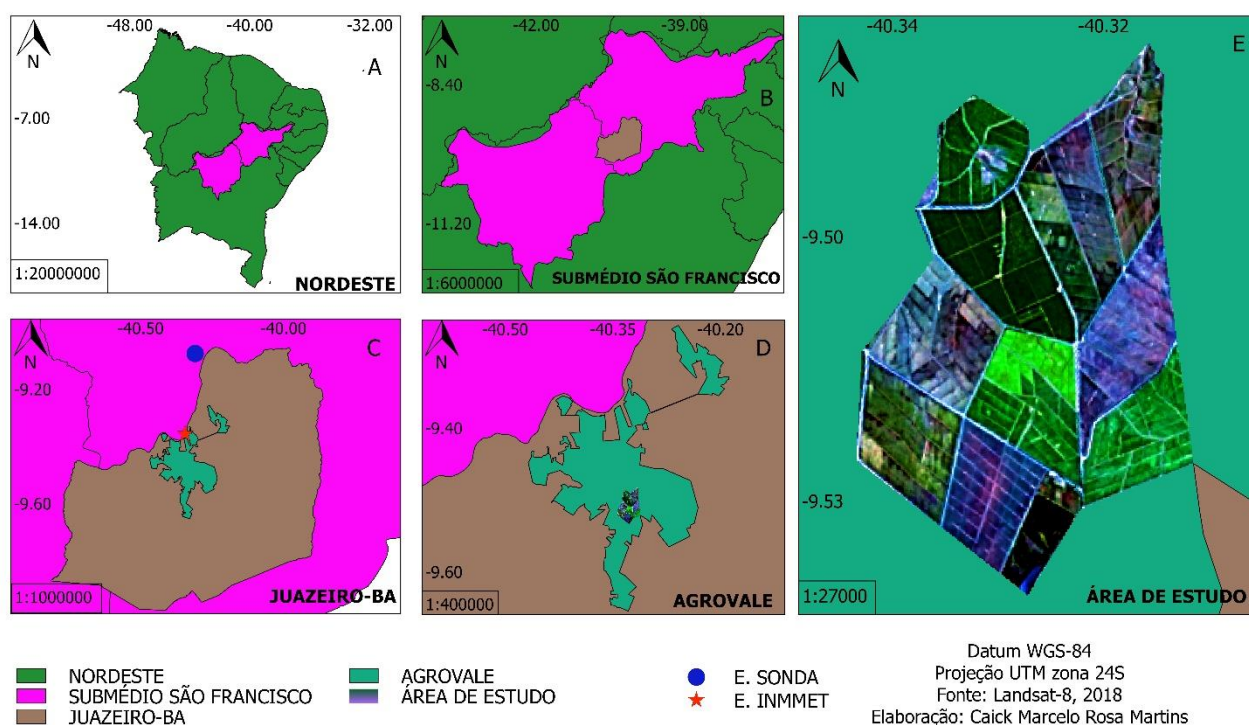 -48.00 -40.00 -32.00
N
A
-7.00
-14.00
1:20000000
NORDESTE
-42.00 -39.00
N
-8.40
B
-11.20
1:6000000
SUBMÉDIO SÃO FRANCISCO
-40.34 -40.32
E
N
-9.50
-9.53
1:27000
ÁREA DE ESTUDO
-40.50 -40.00
C
N
-9.20
-9.60
1:1000000
JUAZEIRO-BA
-40.50 -40.35 -40.20
D
N
-9.40
-9.60
1:400000
AGROVALE
NORDESTE
SUBMÉDIO SÃO FRANCISCO
JUAZEIRO-BA
AGROVALE
ÁREA DE ESTUDO
E. SONDA
E. INMMET
Datum WGS-84
Projeção UTM zona 24S
Fonte: Landsat-8, 2018
Elaboração: Caick Marcelo Rosa Martins